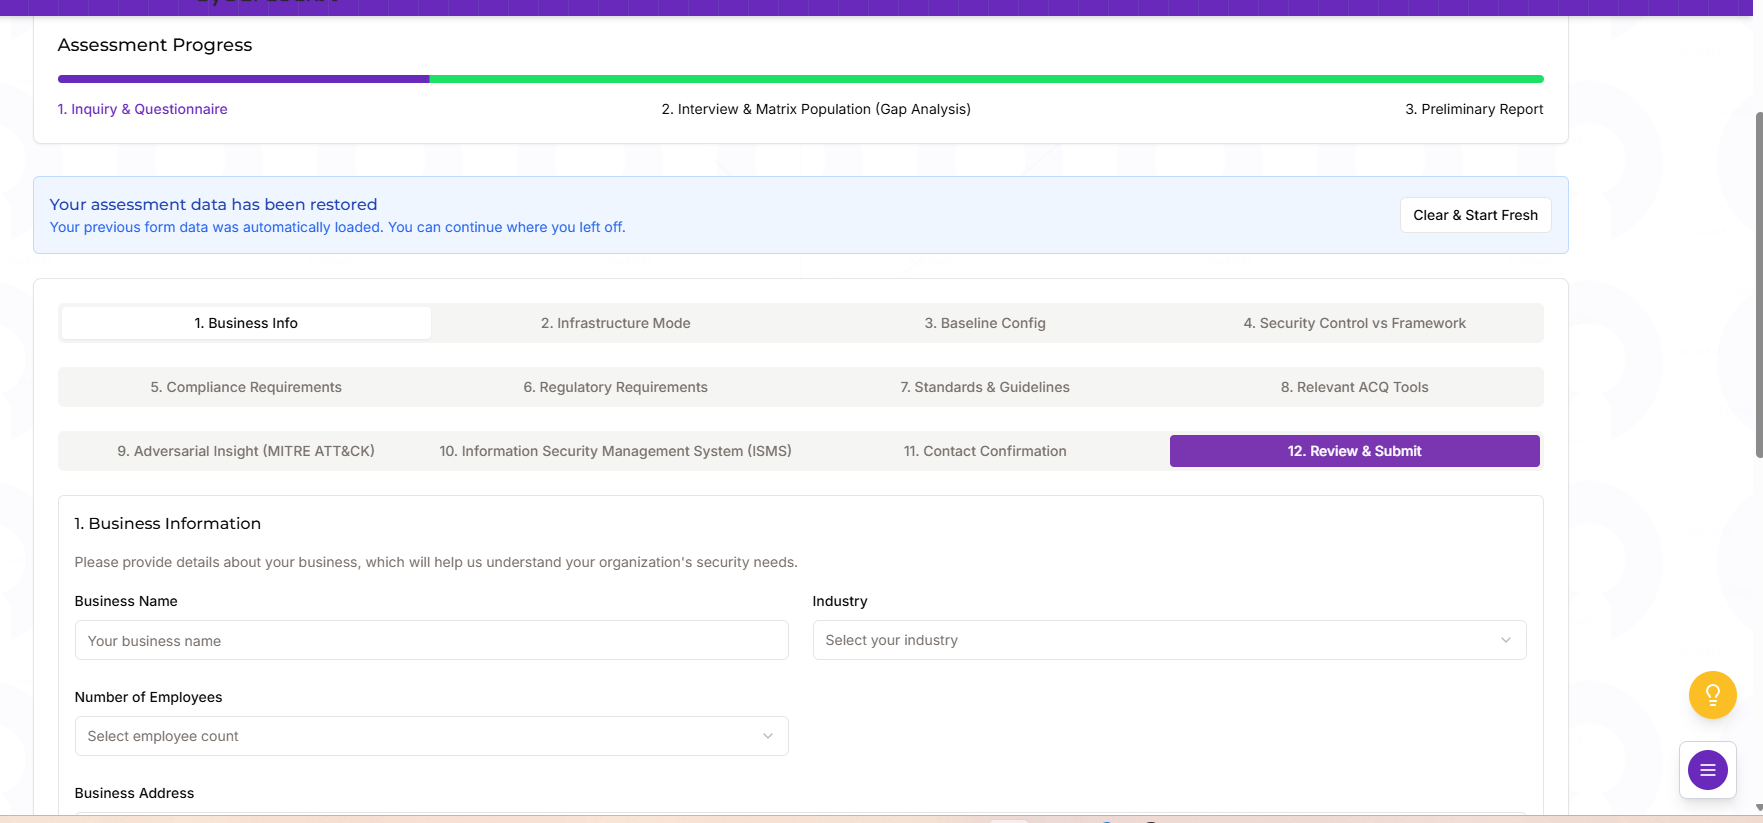 Assessment Progress
1. Inquiry & Questionnaire
2. Interview & Matrix Population (Gap Analysis)
3. Preliminary Report
Your assessment data has been restored
Your previous form data was automatically loaded. You can continue where you left off.
Clear & Start Fresh
1. Business Info
2. Infrastructure Mode
3. Baseline Config
4. Security Control vs Framework
5. Compliance Requirements
6. Regulatory Requirements
7. Standards & Guidelines
8. Relevant ACQ Tools
9. Adversarial Insight (MITRE ATT&CK)
10. Information Security Management System (ISMS)
11. Contact Confirmation
12. Review & Submit
1. Business Information
Please provide details about your business, which will help us understand your organization's security needs.
Business Name
Industry
Your business name
Select your industry
Number of Employees
Select employee count
Business Address